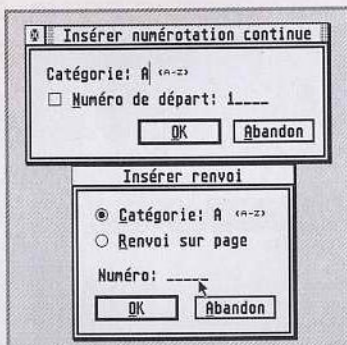 Insérer numérotation continue
Catégorie: A (A-Z)
Numéro de départ: 1____
OK Abandon
Insérer renvoi
Catégorie: A (A-Z)
Renvoi sur page
Numéro: _____
OK Abandon